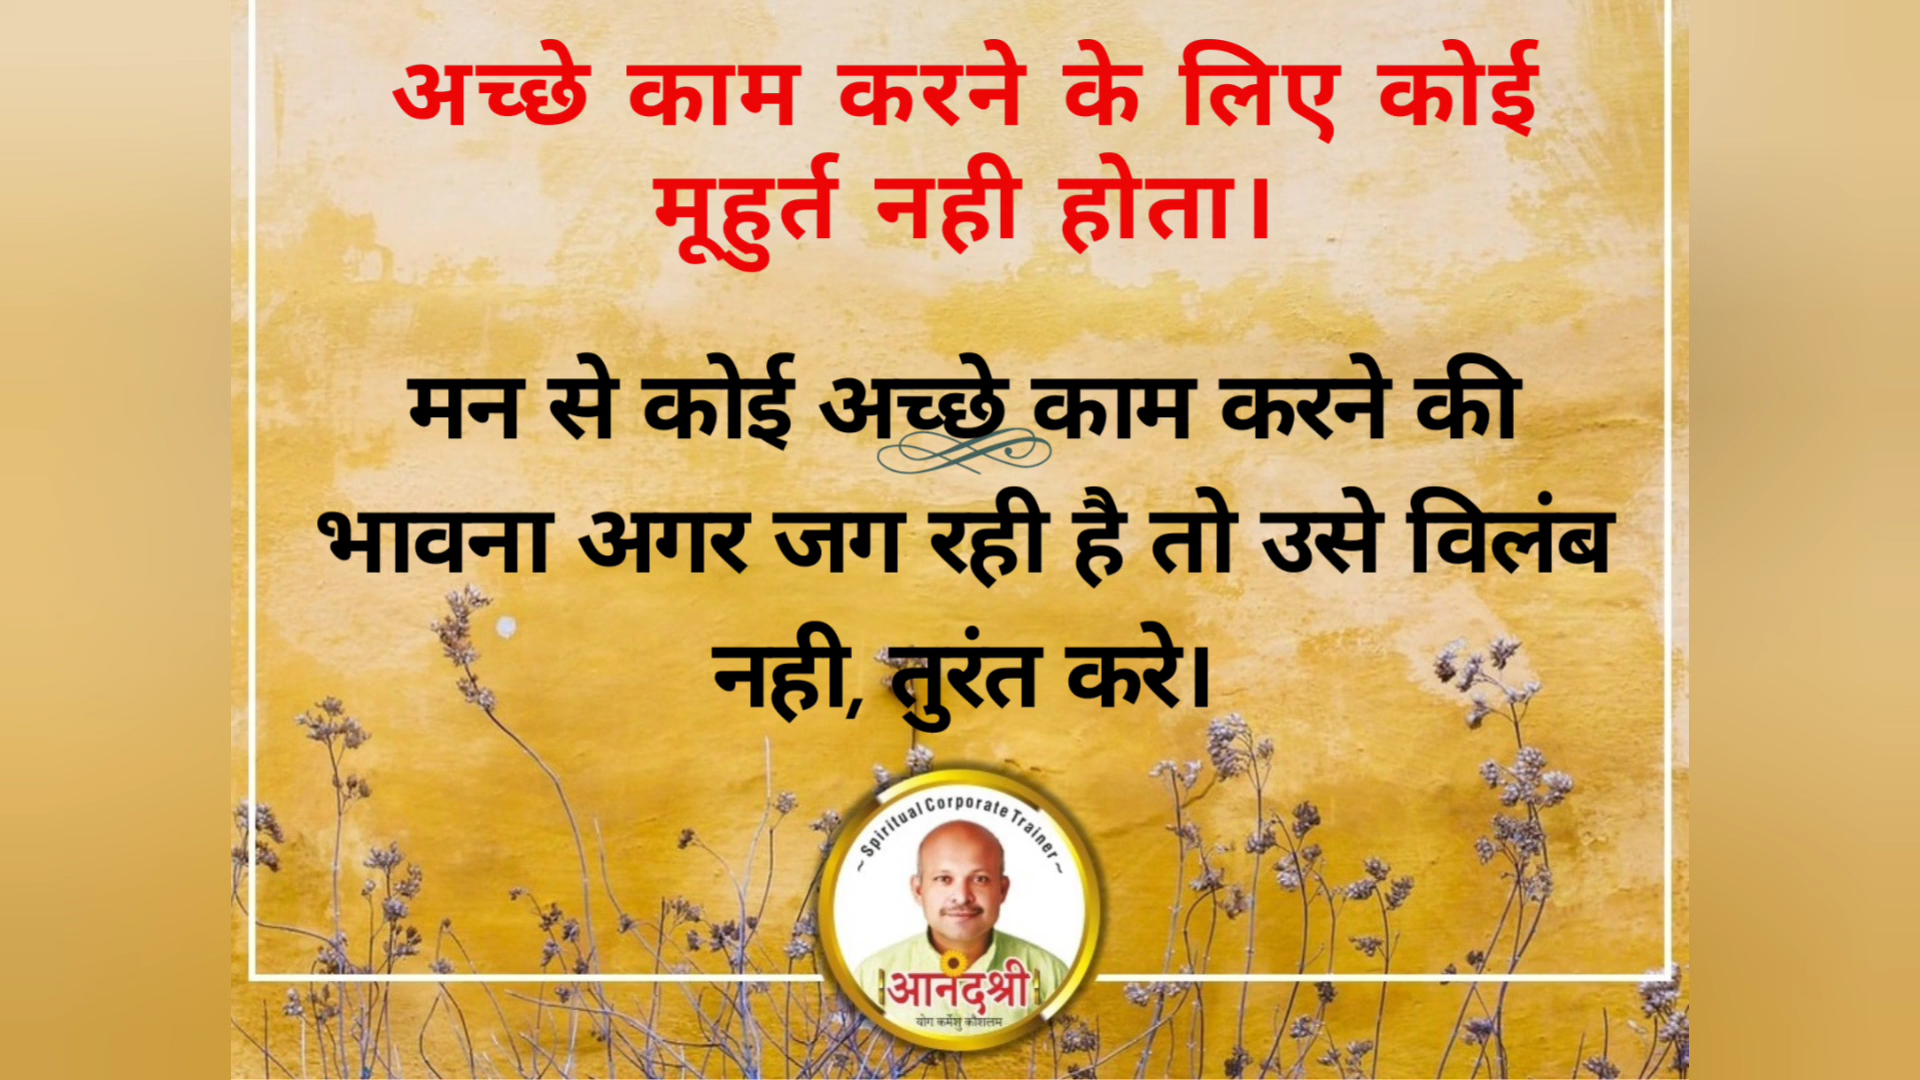 अच्छे काम करने के लिए कोई
मूहुर्त नही होता।
मन से कोई अच्छे काम करने की
भावना अगर जग रही है तो उसे विलंब
नही, तुरंत करे।
~ Spiritual Corporate Trainer ~
आनंदश्री
योग कर्मेशु कौशलम